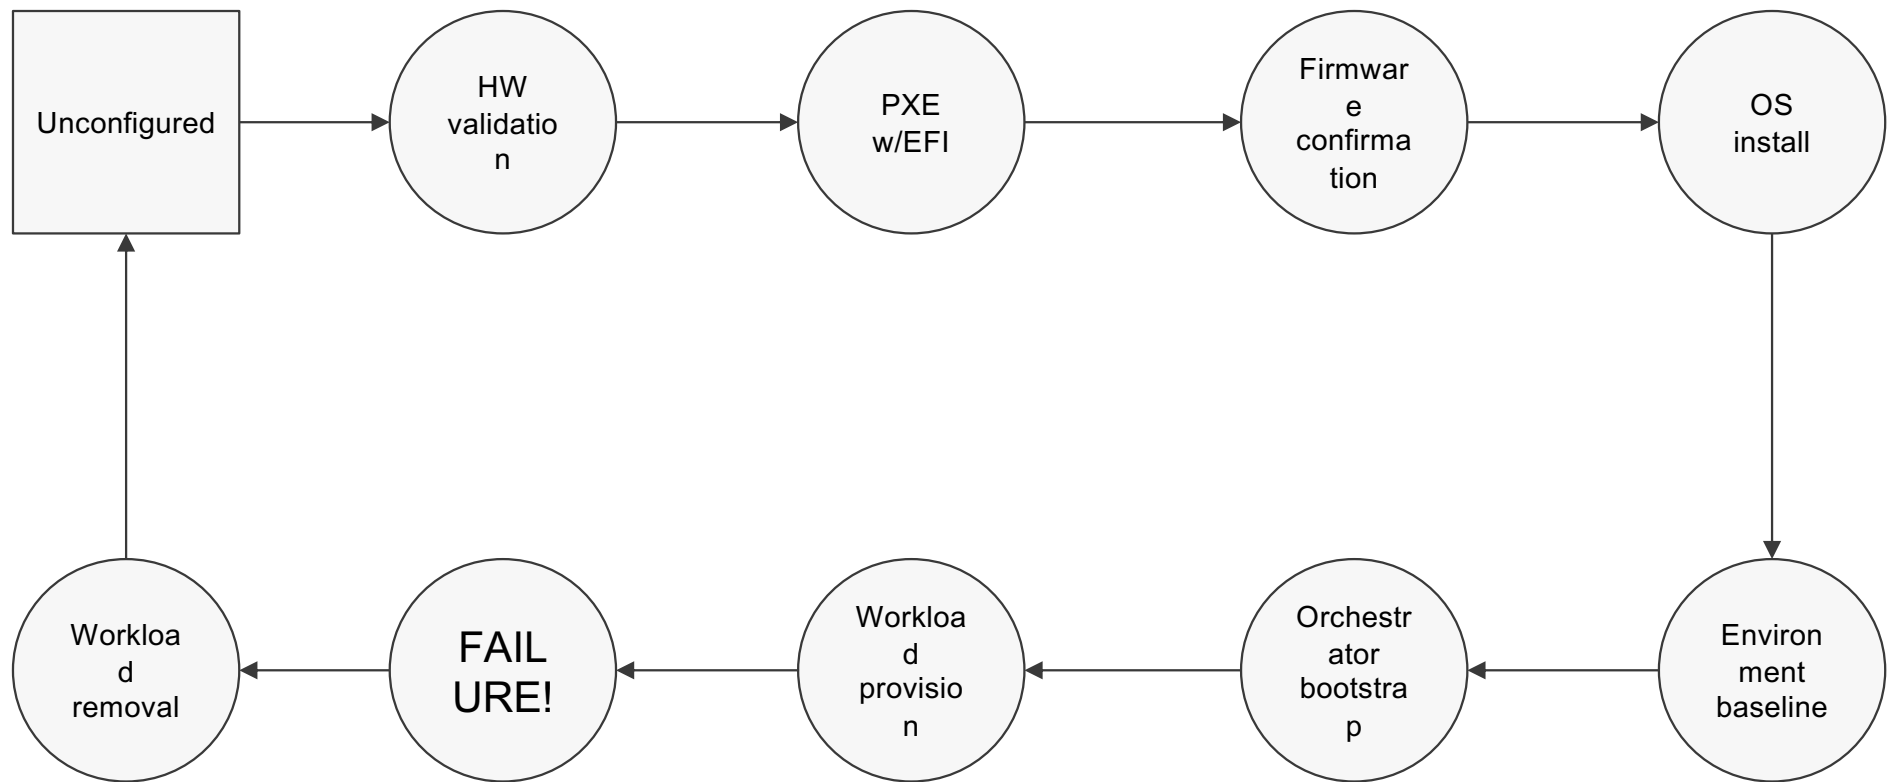 Unconfigured
HW
validatio
n
PXE
w/EFI
Firmwar
e
confirma
tion
OS
install
Workloa
d
removal
FAIL
URE!
Workloa
d
provisio
n
Orchestr
ator
bootstra
p
Environ
ment
baseline